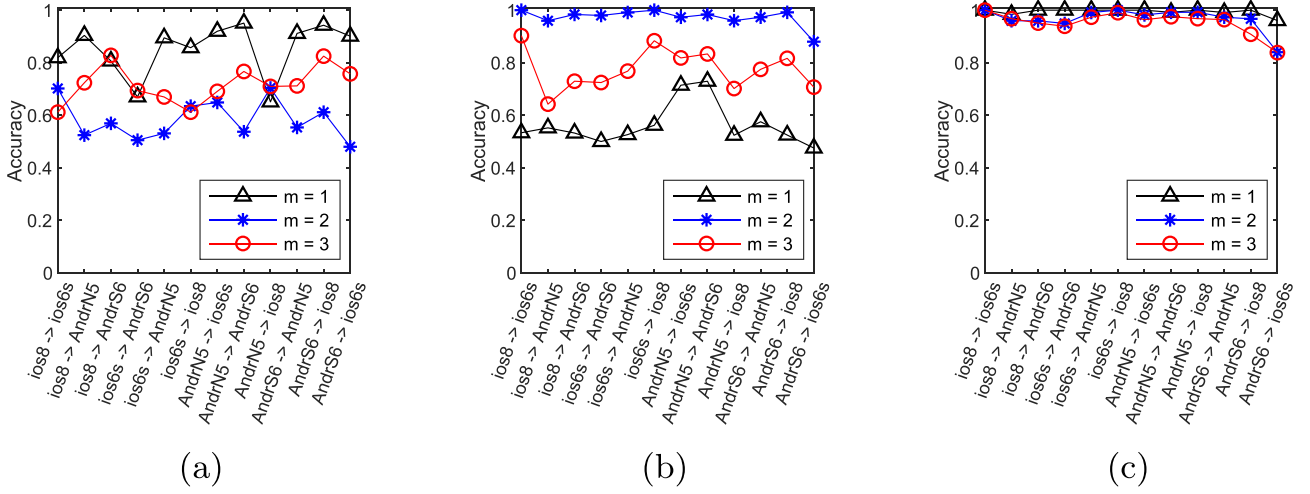 Accuracy
1
0.8
0.6
0.4
0.2
0
m = 1
m = 2
m = 3
ios8 -> ios6s
ios8 -> AndrN5
ios8 -> AndrS6
ios6s -> AndrS6
ios6s -> AndrN5
ios6s -> ios8
AndrN5 -> ios6s
AndrN5 -> AndrS6
AndrN5 -> ios8
AndrS6 -> AndrN5
AndrS6 -> ios8
AndrS6 -> ios6s
(a)
Accuracy
1
0.8
0.6
0.4
0.2
0
m = 1
m = 2
m = 3
ios8 -> ios6s
ios8 -> AndrN5
ios8 -> AndrS6
ios6s -> AndrS6
ios6s -> AndrN5
ios6s -> ios8
AndrN5 -> ios6s
AndrN5 -> AndrS6
AndrN5 -> ios8
AndrS6 -> AndrN5
AndrS6 -> ios8
AndrS6 -> ios6s
(b)
Accuracy
1
0.8
0.6
0.4
0.2
0
m = 1
m = 2
m = 3
ios8 -> ios6s
ios8 -> AndrN5
ios8 -> AndrS6
ios6s -> AndrS6
ios6s -> AndrN5
ios6s -> ios8
AndrN5 -> ios6s
AndrN5 -> AndrS6
AndrN5 -> ios8
AndrS6 -> AndrN5
AndrS6 -> ios8
AndrS6 -> ios6s
(c)